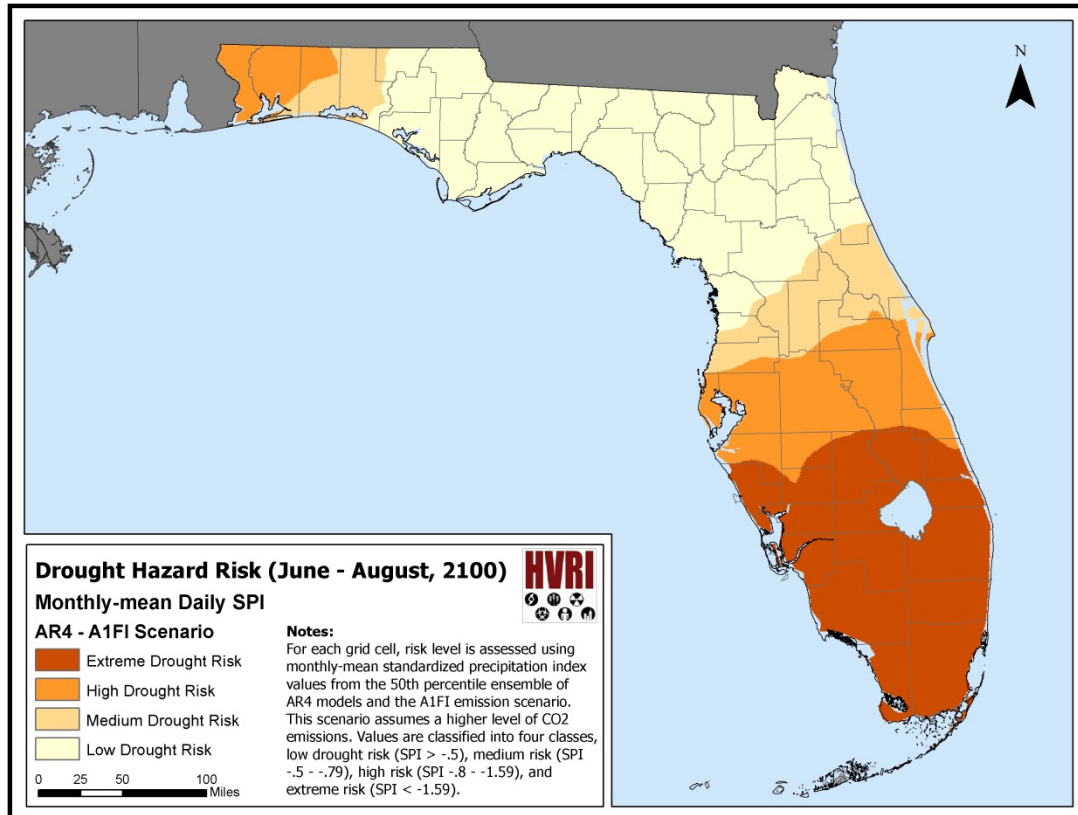 N
Drought Hazard Risk (June - August, 2100)
Monthly-mean Daily SPI
AR4 - A1FI Scenario
Extreme Drought Risk
High Drought Risk
Medium Drought Risk
Low Drought Risk
0 25 50 100
Miles
HVRI
Notes:
For each grid cell, risk level is assessed using
monthly-mean standardized precipitation index
values from the 50th percentile ensemble of
AR4 models and the A1FI emission scenario.
This scenario assumes a higher level of CO2
emissions. Values are classified into four classes,
low drought risk (SPI > -.5), medium risk (SPI
-.5 - -.79), high risk (SPI -.8 - -1.59), and
extreme risk (SPI < -1.59).